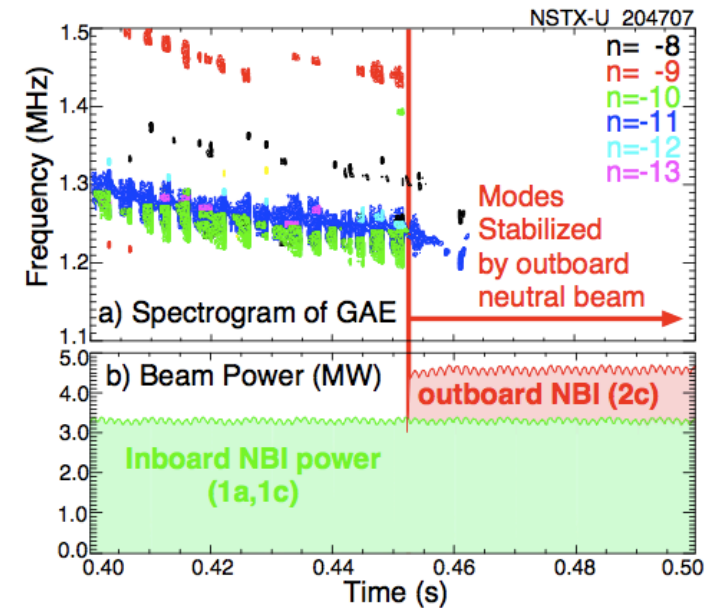 NSTX-U 204707
1.5
1.4
1.3
1.2
1.1
Frequency (MHz)
n= -8
n= -9
n=-10
n=-11
n=-12
n=-13
Modes
Stabilized
by outboard
neutral beam
a) Spectrogram of GAE
5.0
4.0
3.0
2.0
1.0
0.0
b) Beam Power (MW)
outboard NBI (2c)
Inboard NBI power
(1a,1c)
0.40 0.42 0.44 0.46 0.48 0.50
Time (s)